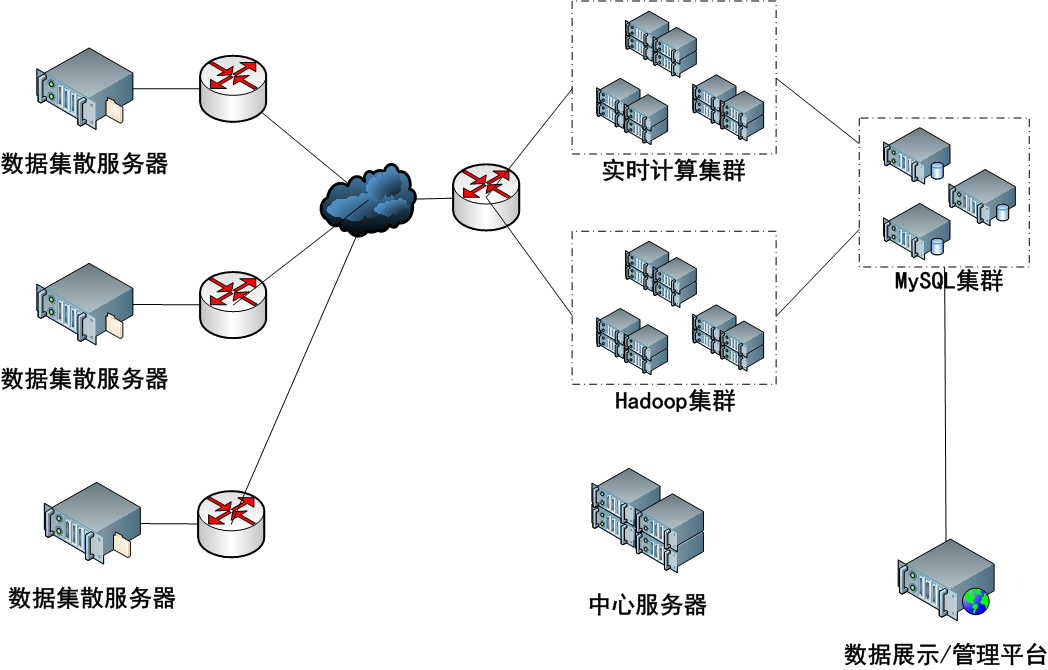 数据集散服务器
实时计算集群
MySQL集群
数据集散服务器
Hadoop集群
数据集散服务器
中心服务器
数据展示/管理平台